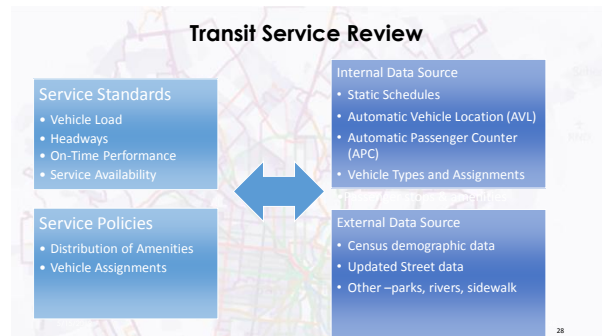 Transit Service Review
Service Standards
• Vehicle Load
• Headways
• On-Time Performance
• Service Availability
Service Policies
• Distribution of Amenities
• Vehicle Assignments
Internal Data Source
• Static Schedules
• Automatic Vehicle Location (AVL)
• Automatic Passenger Counter
(APC)
• Vehicle Types and Assignments
External Data Source
• Census demographic data
• Updated Street data
• Other –parks, rivers, sidewalk
28